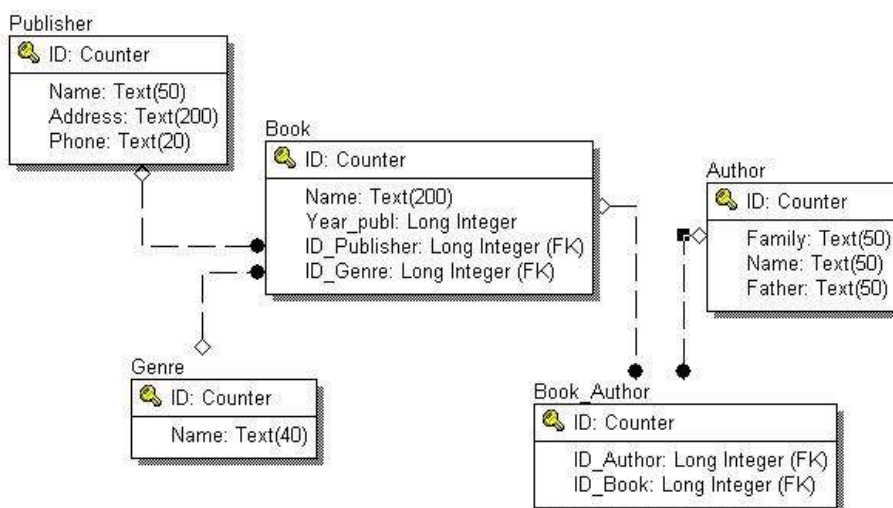 Publisher
ID: Counter
Name: Text(50)
Address: Text(200)
Phone: Text(20)
Book
ID: Counter
Name: Text(200)
Year_publ: Long Integer
ID_Publisher: Long Integer (FK)
ID_Genre: Long Integer (FK)
Author
ID: Counter
Family: Text(50)
Name: Text(50)
Father: Text(50)
Genre
ID: Counter
Name: Text(40)
Book_Author
ID: Counter
ID_Author: Long Integer (FK)
ID_Book: Long Integer (FK)